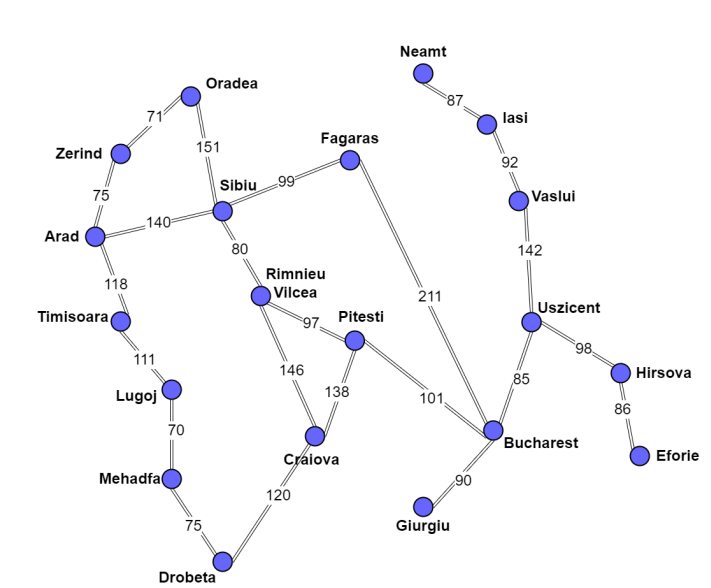 Neamt
Oradea
87
71
Iasi
Fagaras
151
Zerind
92
99
Sibiu
75
Vaslui
140
Arad
80
142
Rimnieu
Vilcea
118
211
Uszicent
Timisoara
97
Pitesti
98
111
Hirsova
146
85
138
101
Lugoj
86
70
Bucharest
Craiova
Eforie
Mehadfa
90
120
75
Giurgiu
Drobeta